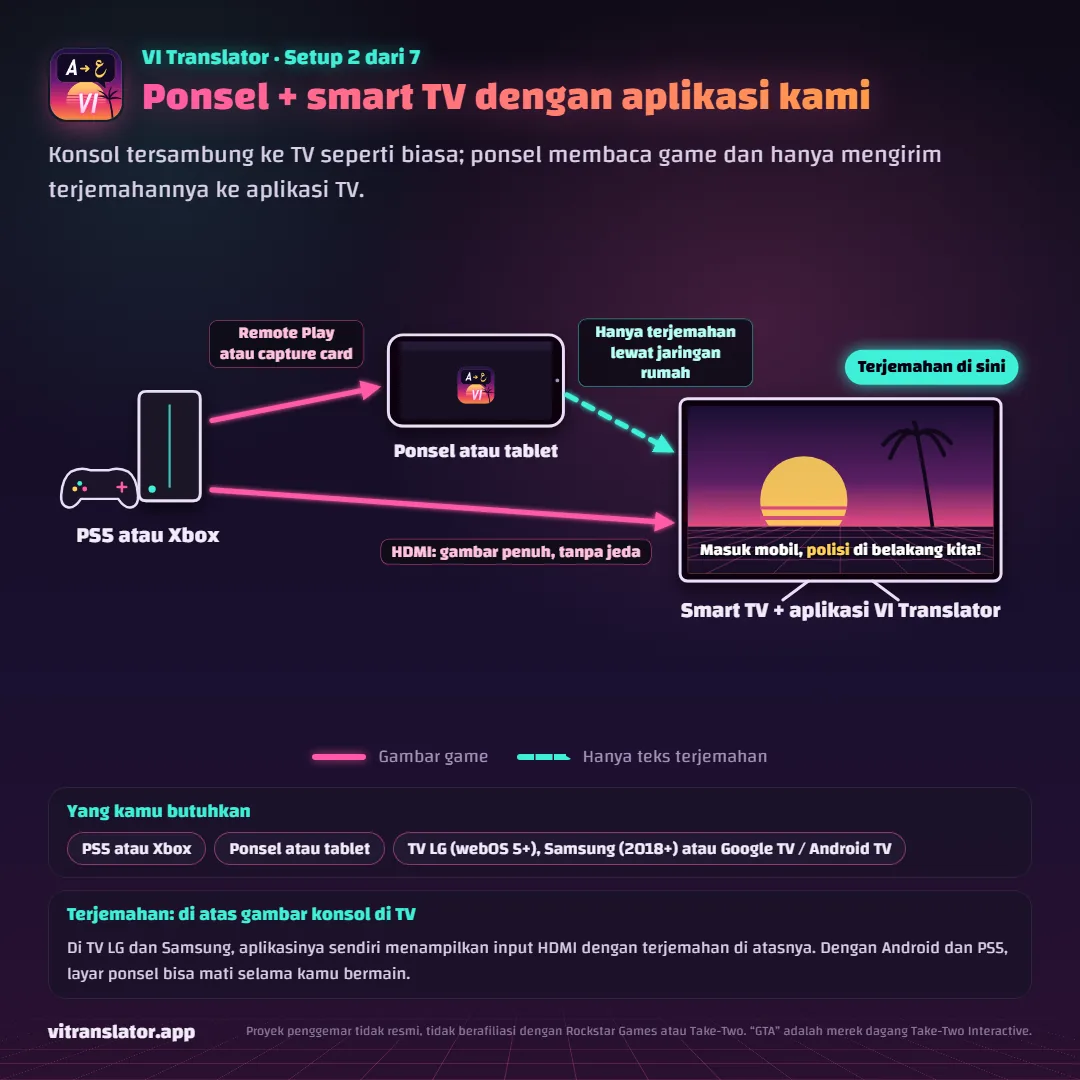 A→ع
VI
VI Translator · Setup 2 dari 7
Ponsel + smart TV dengan aplikasi kami
Konsol tersambung ke TV seperti biasa; ponsel membaca game dan hanya mengirim
terjemahannya ke aplikasi TV.
Remote Play
atau capture card
Hanya terjemahan
lewat jaringan
rumah
Terjemahan di sini
A→ع
VI
Ponsel atau tablet
PS5 atau Xbox
HDMI: gambar penuh, tanpa jeda
Masuk mobil, polisi di belakang kita!
Smart TV + aplikasi VI Translator
Gambar game
Hanya teks terjemahan
Yang kamu butuhkan
PS5 atau Xbox
Ponsel atau tablet
TV LG (webOS 5+), Samsung (2018+) atau Google TV / Android TV
Terjemahan: di atas gambar konsol di TV
Di TV LG dan Samsung, aplikasinya sendiri menampilkan input HDMI dengan terjemahan di atasnya. Dengan Android dan PS5,
layar ponsel bisa mati selama kamu bermain.
vitranslator.app
Proyek penggemar tidak resmi, tidak berafiliasi dengan Rockstar Games atau Take-Two. “GTA” adalah merek dagang Take-Two Interactive.